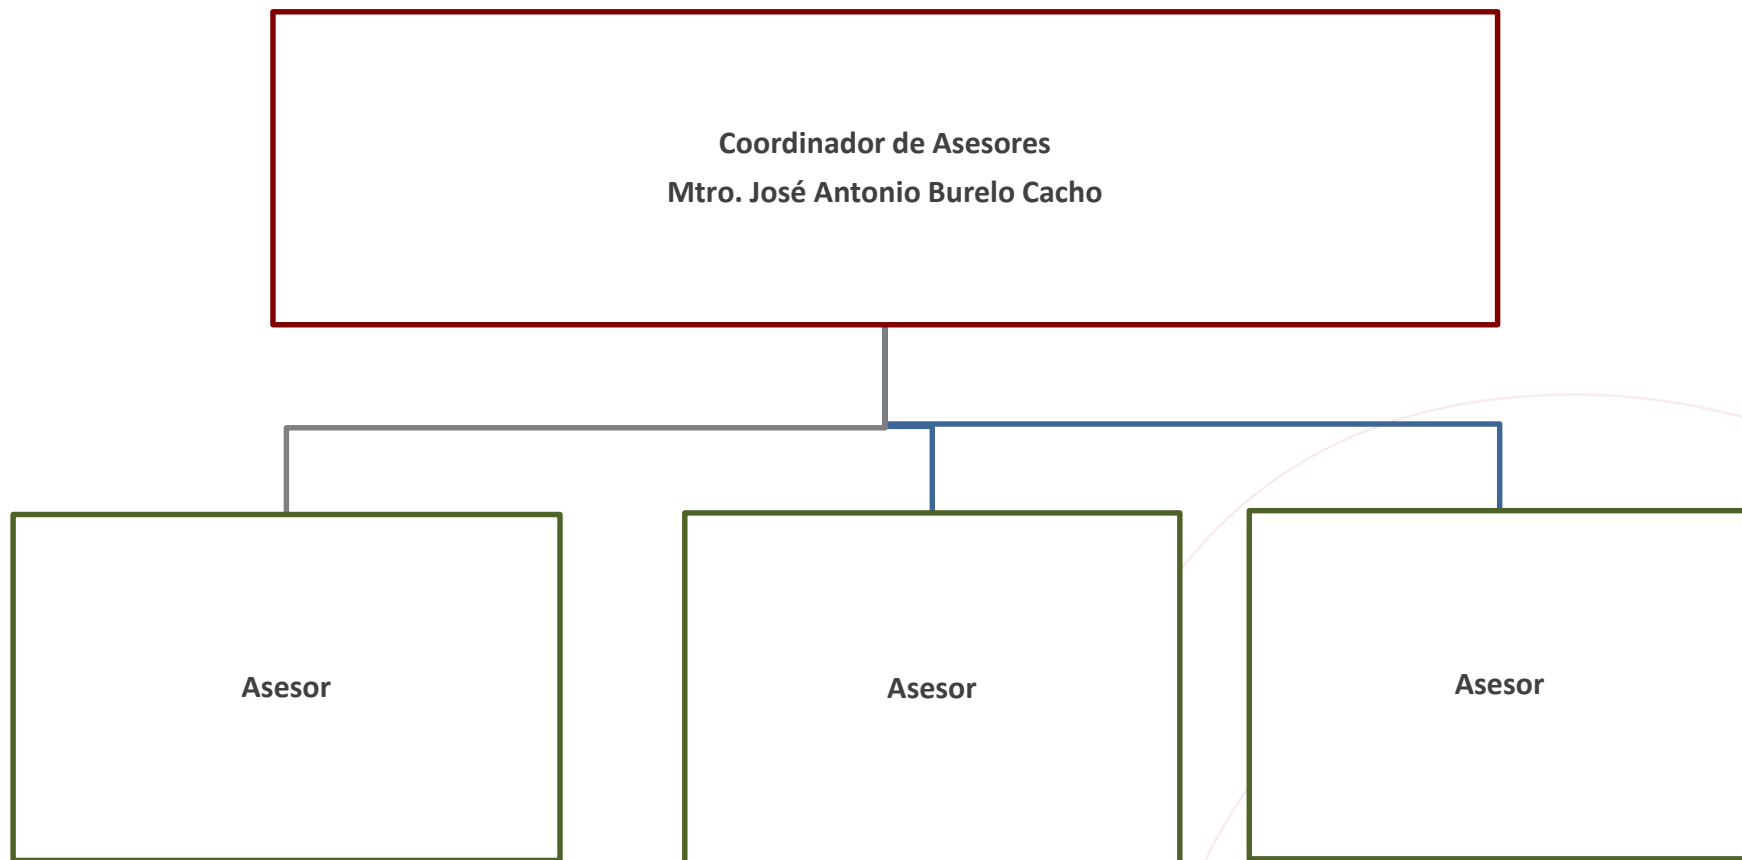 Coordinador de Asesores
Mtro. José Antonio Burelo Cacho
Asesor
Asesor
Asesor